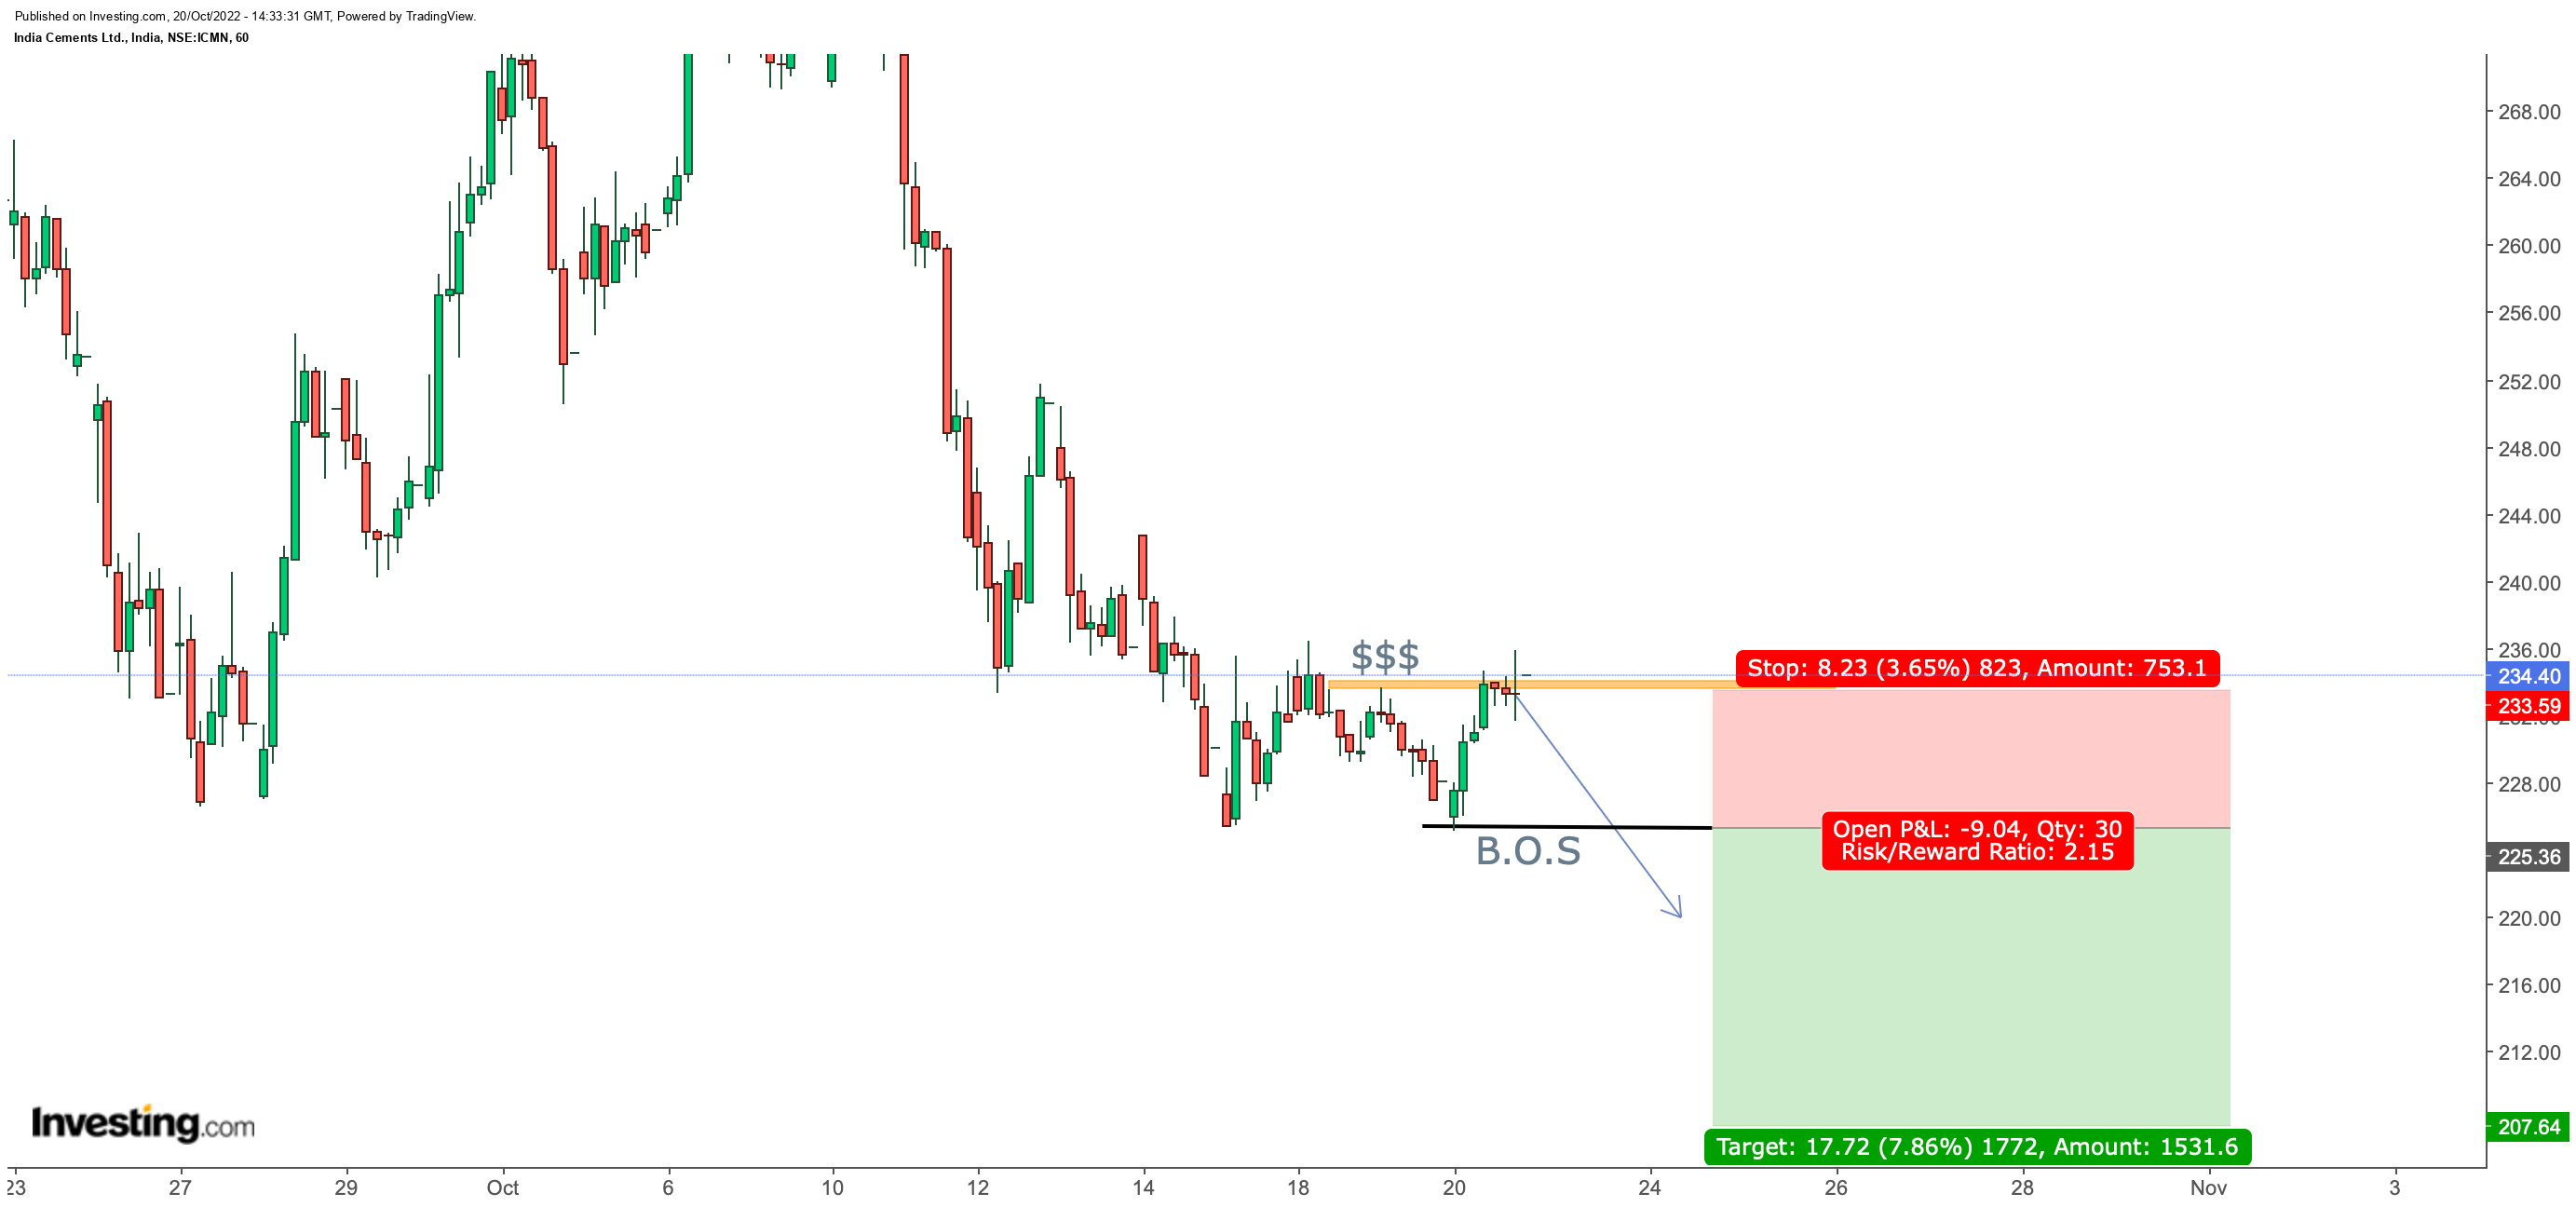 Published on Investing.com, 20/Oct/2022 - 14:33:31 GMT, Powered by TradingView.
India Cements Ltd., India, NSE:ICMN, 60
268.00
264.00
260.00
256.00
252.00
248.00
244.00
240.00
236.00
$$$
Stop: 8.23 (3.65%) 823, Amount: 753.1
234.40
233.59
232.00
228.00
Open P&L: -9.04, Qty: 30
Risk/Reward Ratio: 2.15
B.O.S
225.36
220.00
216.00
212.00
Investing.com
207.64
Target: 17.72 (7.86%) 1772, Amount: 1531.6
23 27 29 Oct 6 10 12 14 18 20 24 26 28 Nov 3